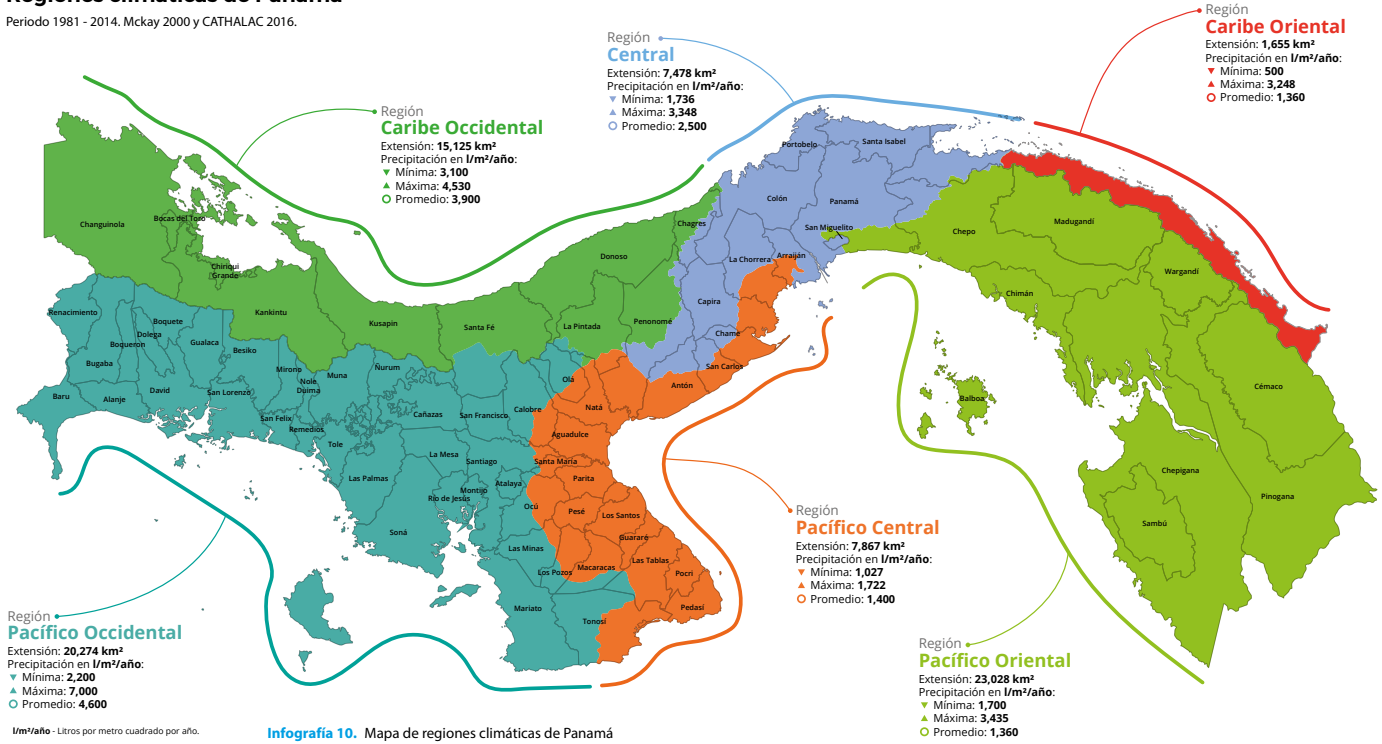 Regiones climáticas de Panamá
Periodo 1981 - 2014. Mckay 2000 y CATHALAC 2016.
Región
Caribe Occidental
Extensión: 15,125 km²
Precipitación en l/m²/año:
Mínima: 3,100
Máxima: 4,530
Promedio: 3,900
Región
Central
Extensión: 7,478 km²
Precipitación en l/m²/año:
Mínima: 1,736
Máxima: 3,348
Promedio: 2,500
Región
Caribe Oriental
Extensión: 1,655 km²
Precipitación en l/m²/año:
Mínima: 500
Máxima: 3,248
Promedio: 1,360
Changuinola
Bocas del Toro
Chiriqui
Grande
Kankintu
Kusapin
Santa Fé
Donoso
Chagres
La Pintada
Penonomé
Portobelo
Santa Isabel
Colón
Panamá
San Miguelito
La Chorrera
Arraiján
Capira
Chame
San Carlos
Antón
Chepo
Madugandí
Wargandí
Chimán
Balboa
Cémaco
Chepigana
Pinogana
Sambú
Renacimiento
Boquete
Dolega
Boqueron
Gualaca
Bugaba
Besiko
Mirono
Nole
Duima
Muna
Ñurum
Baru
Alanje
David
San Lorenzo
San Felix
Remedios
Tole
Cañazas
San Francisco
Calobre
Olá
Natá
Aguadulce
La Mesa
Santiago
Santa María
Las Palmas
Atalaya
Parita
Montijo
Rio de Jesús
Ocú
Pesé
Los Santos
Soná
Guararé
Las Minas
Las Tablas
Los Pozos
Macaracas
Pocri
Mariato
Pedasí
Tonosí
Región
Pacífico Central
Extensión: 7,867 km²
Precipitación en l/m²/año:
Mínima: 1,027
Máxima: 1,722
Promedio: 1,400
Región
Pacífico Occidental
Extensión: 20,274 km²
Precipitación en l/m²/año:
Mínima: 2,200
Máxima: 7,000
Promedio: 4,600
Región
Pacífico Oriental
Extensión: 23,028 km²
Precipitación en l/m²/año:
Mínima: 1,700
Máxima: 3,435
Promedio: 1,360
l/m²/año - Litros por metro cuadrado por año.
Infografía 10. Mapa de regiones climáticas de Panamá